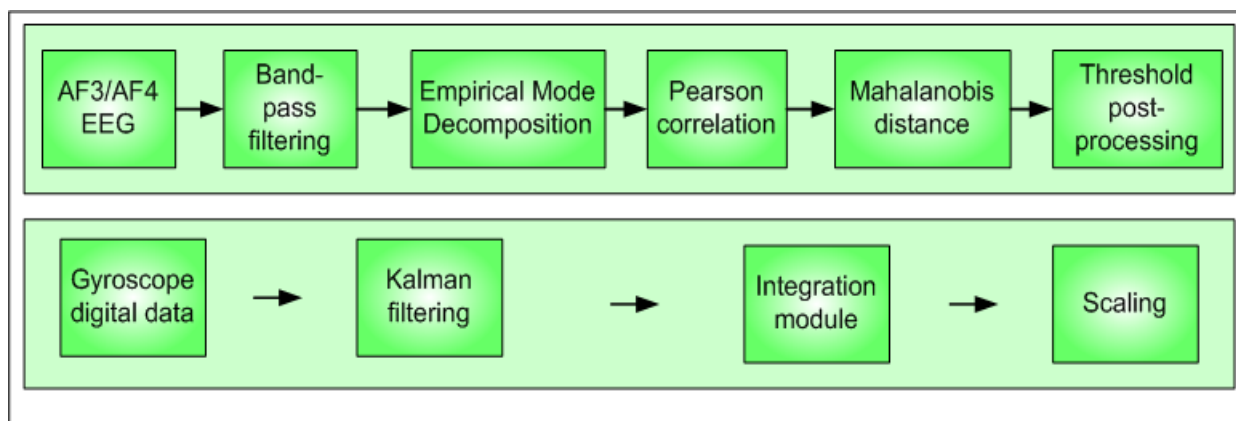 AF3/AF4
EEG
Band-
pass
filtering
Empirical Mode
Decomposition
Pearson
correlation
Mahalanobis
distance
Threshold
post-
processing
Gyroscope
digital data
Kalman
filtering
Integration
module
Scaling